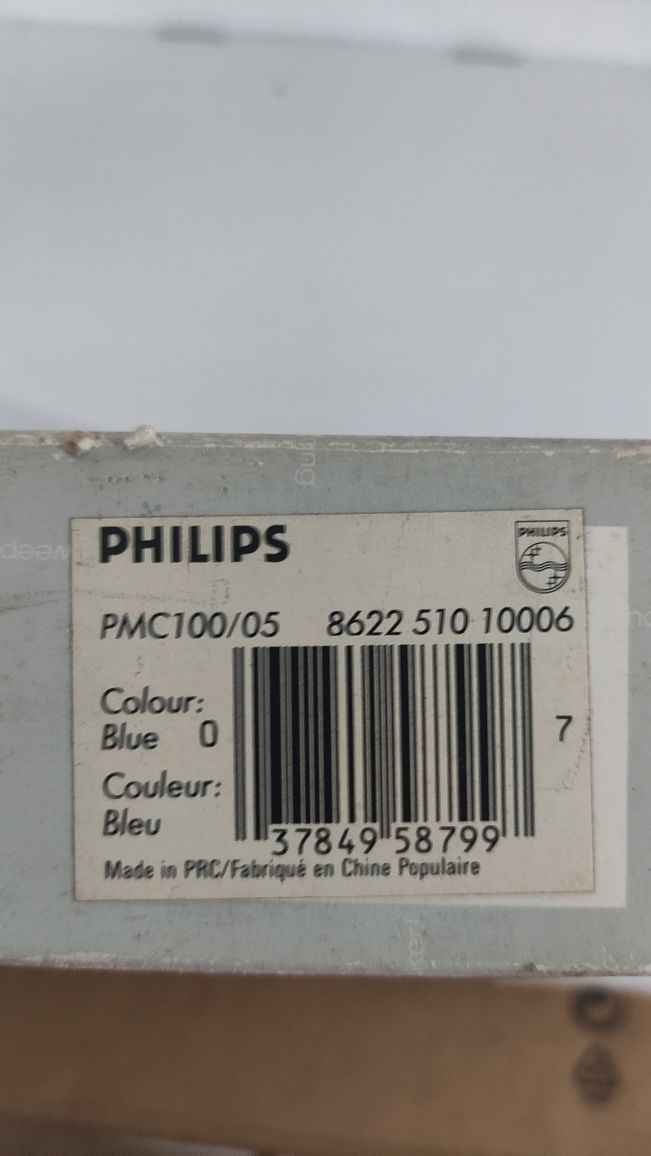 PHILIPS
PHILIPS
PMC100/05 8622 510 10006
Colour:
Blue
0 7
Couleur:
Bleu
37849 58799
Made in PRC/Fabriqué en Chine Populaire